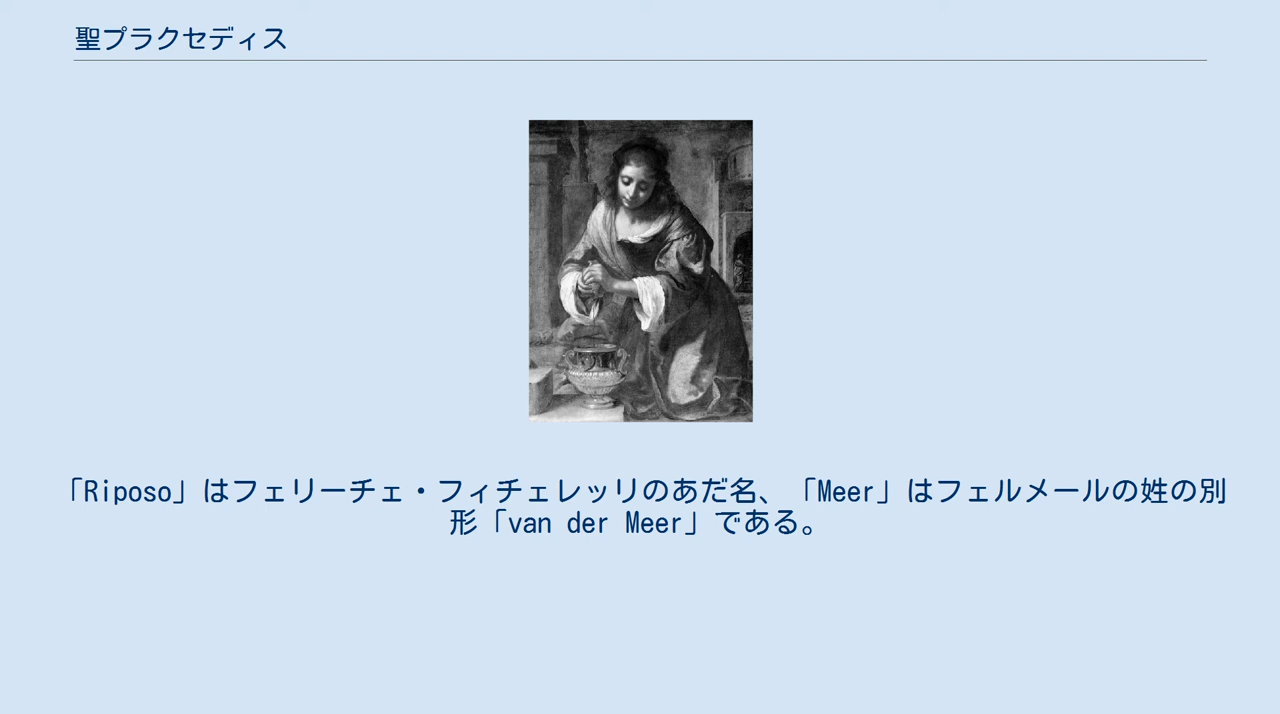 聖プラクセディス
「Riposo」はフェリーチェ・フィチェレッリのあだ名、「Meer」はフェルメールの姓の別
形「van der Meer」である。